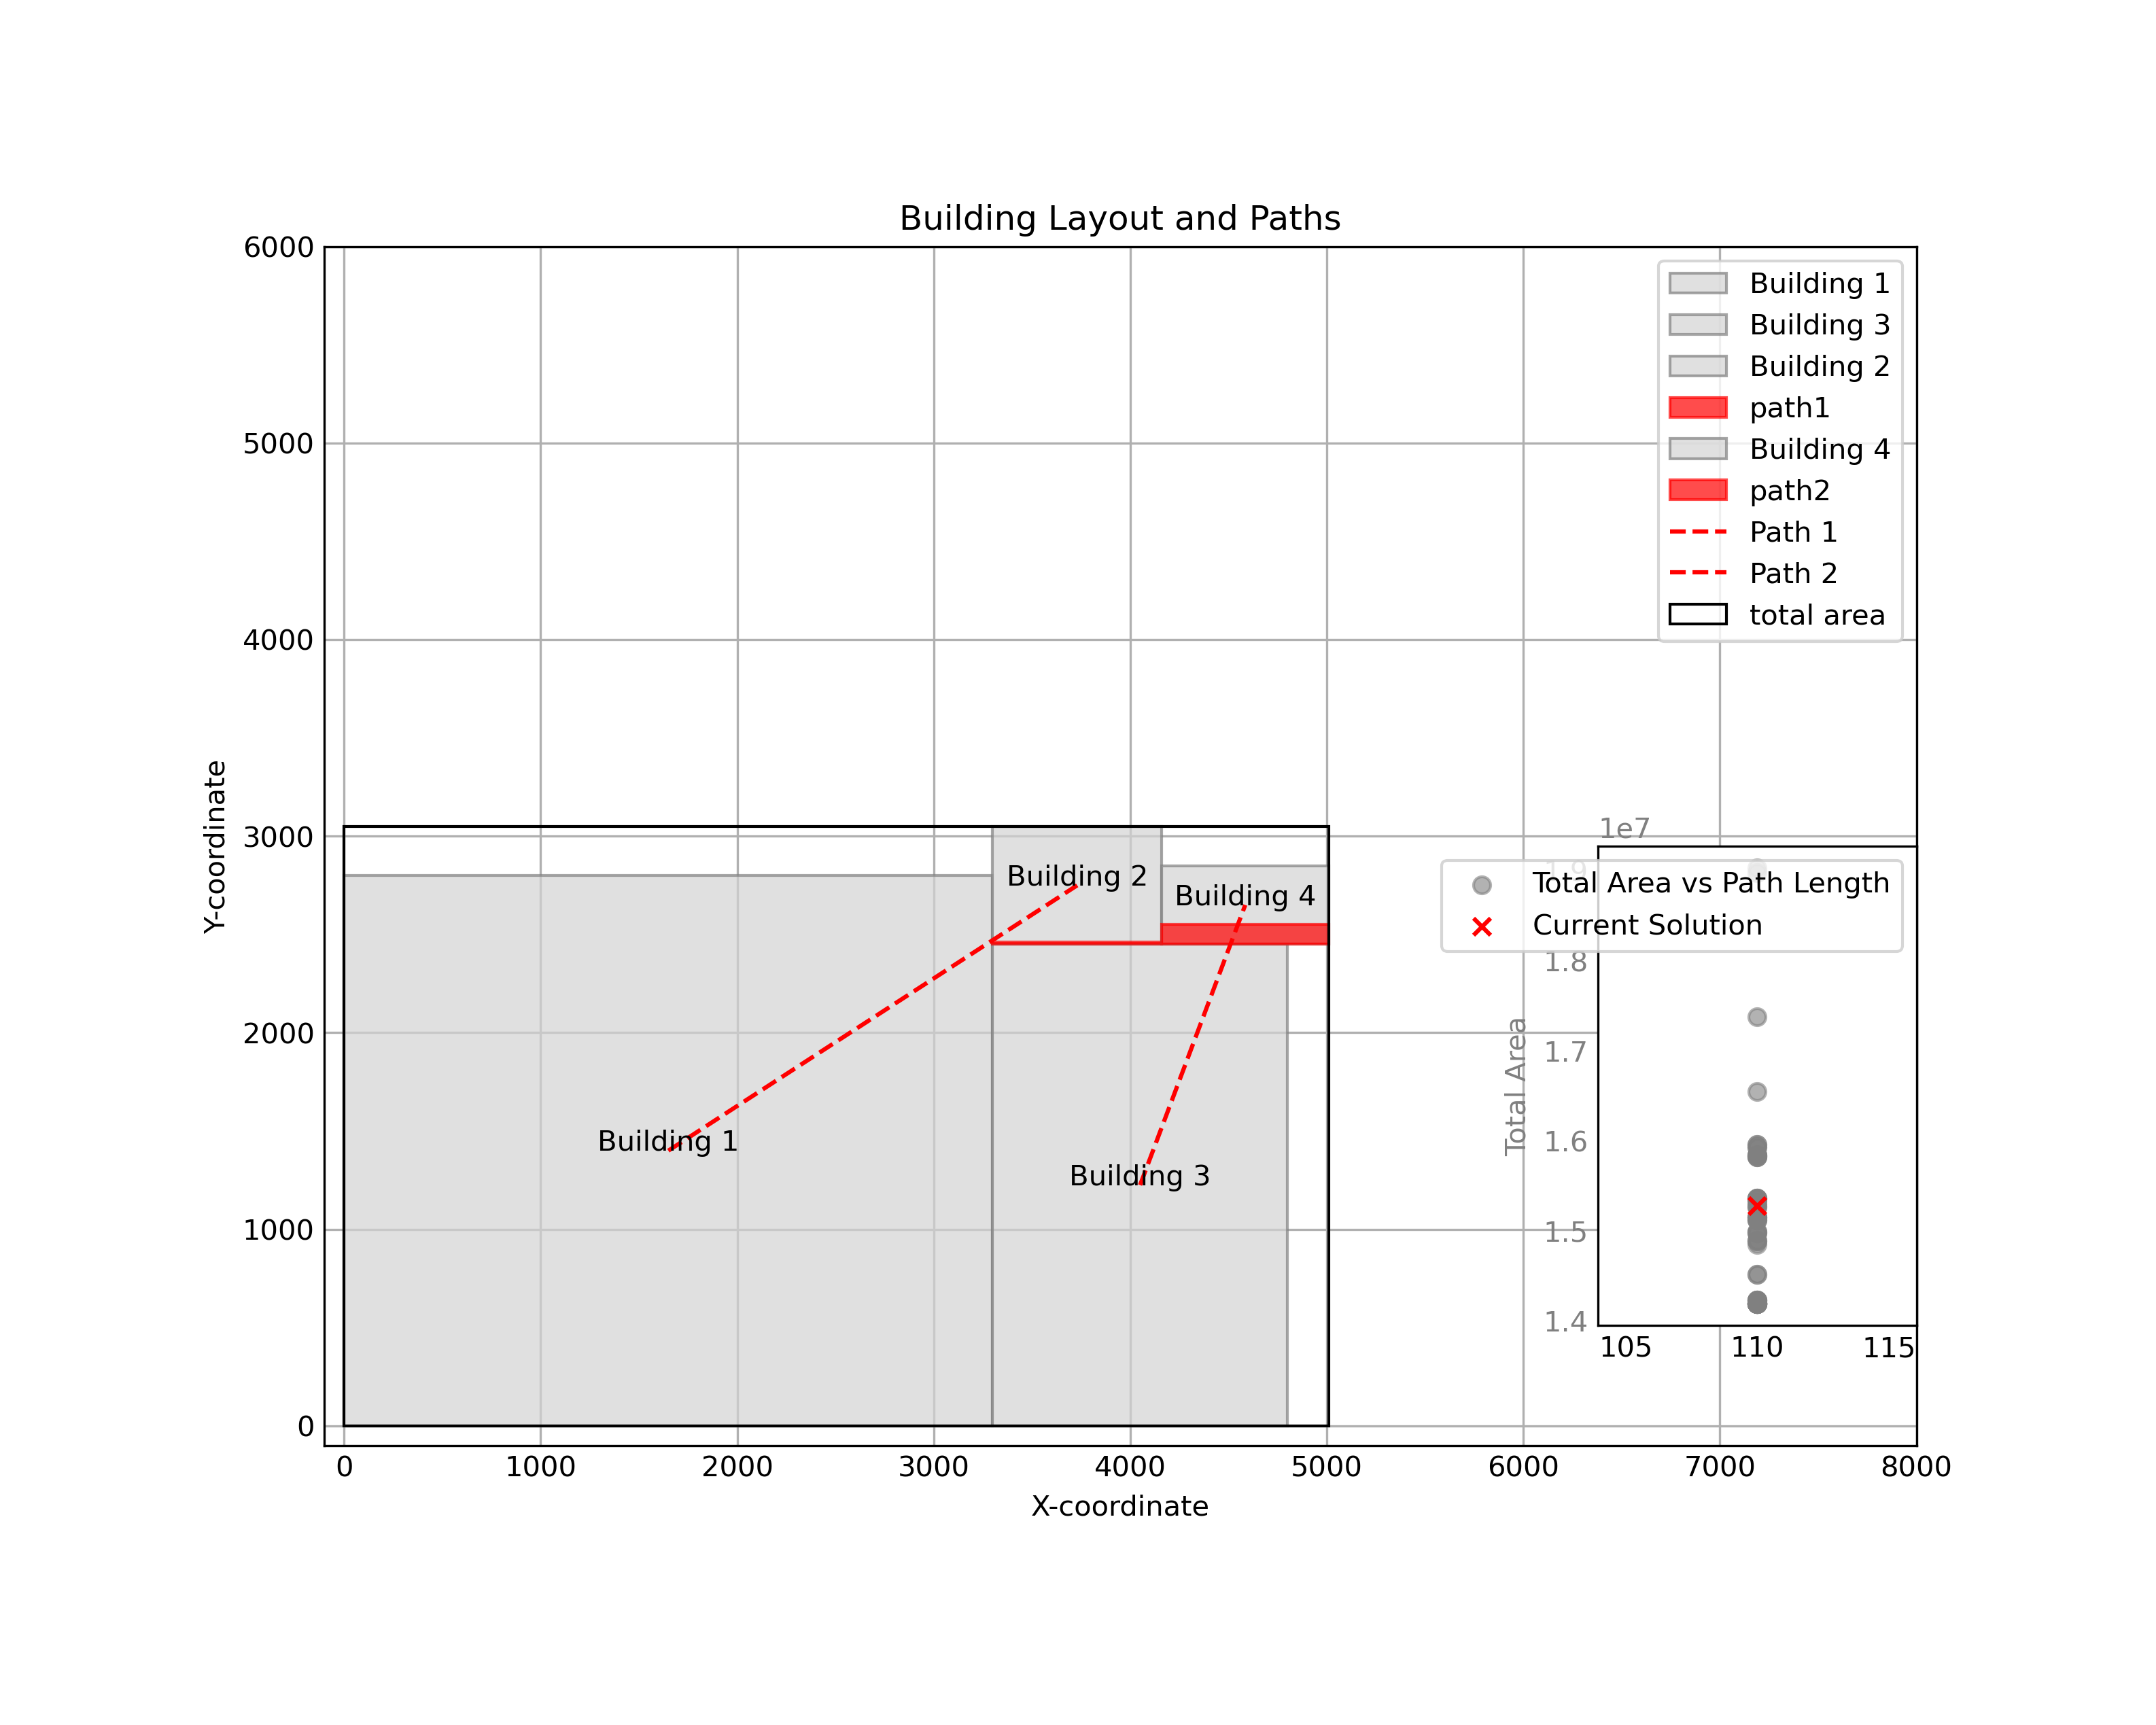 Building Layout and Paths
6000
5000
4000
3000
2000
1000
0
Y-coordinate
0
1000
2000
3000
4000
5000
6000
7000
8000
X-coordinate
Building 1
Building 3
Building 2
path1
Building 4
path2
Path 1
Path 2
total area
Building 2
Building 4
Building 1
Building 3
1e7
1.9
1.8
1.7
1.6
1.5
1.4
Total Area
Total Area vs Path Length
Current Solution
105
110
115